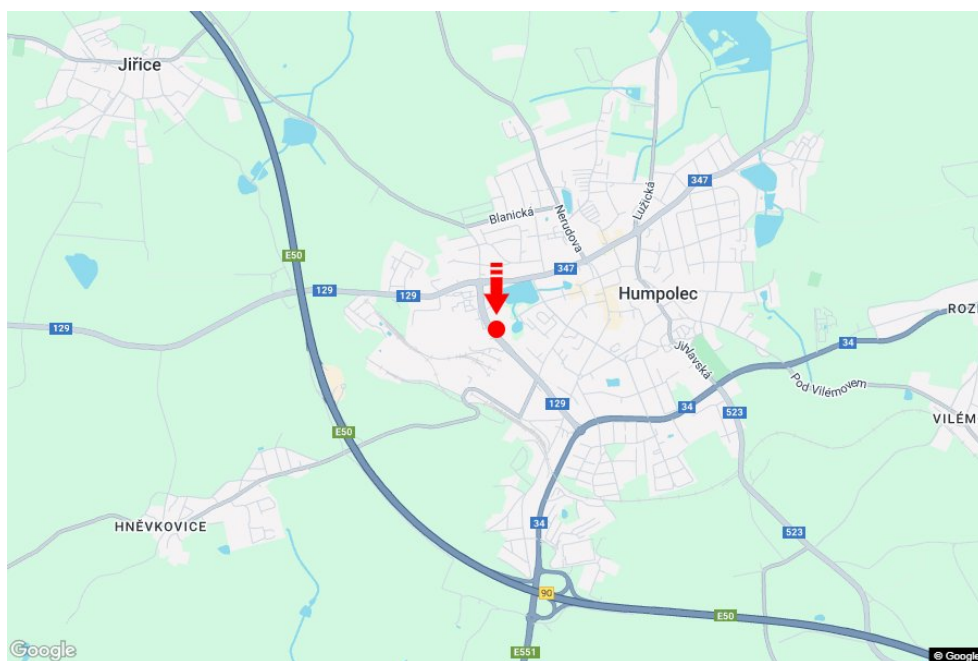 Jiřice
347
Lužická
Blanická
Nerudova
E50
347
129
129
Humpolec
129
ROZ
34
Jihlavská
Pod Vilémovem
129
34
523
VILÉM
E50
HNĚVKOVICE
34
523
90
E50
E551
Google
© Google